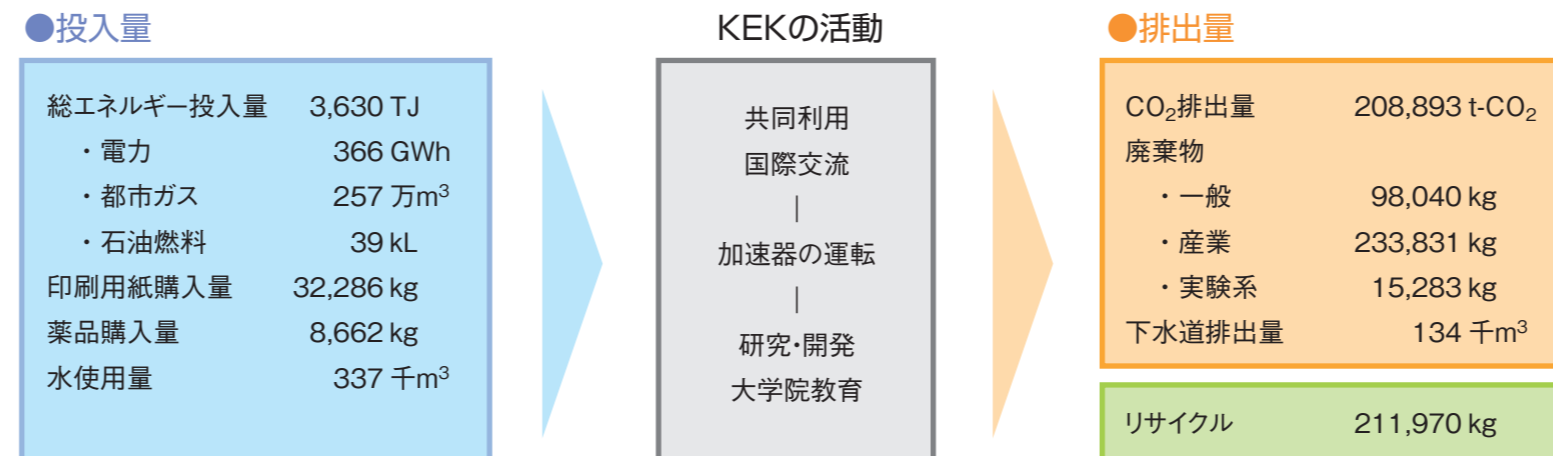 ●投入量
総エネルギー投入量 3,630 TJ
・電力 366 GWh
・都市ガス 257 万m³
・石油燃料 39 kL
印刷用紙購入量 32,286 kg
薬品購入量 8,662 kg
水使用量 337 千m³
KEKの活動
共同利用
国際交流
|
加速器の運転
|
研究・開発
大学院教育
●排出量
CO₂排出量 208,893 t-CO₂
廃棄物
・一般 98,040 kg
・産業 233,831 kg
・実験系 15,283 kg
下水道排出量 134 千m³
リサイクル 211,970 kg